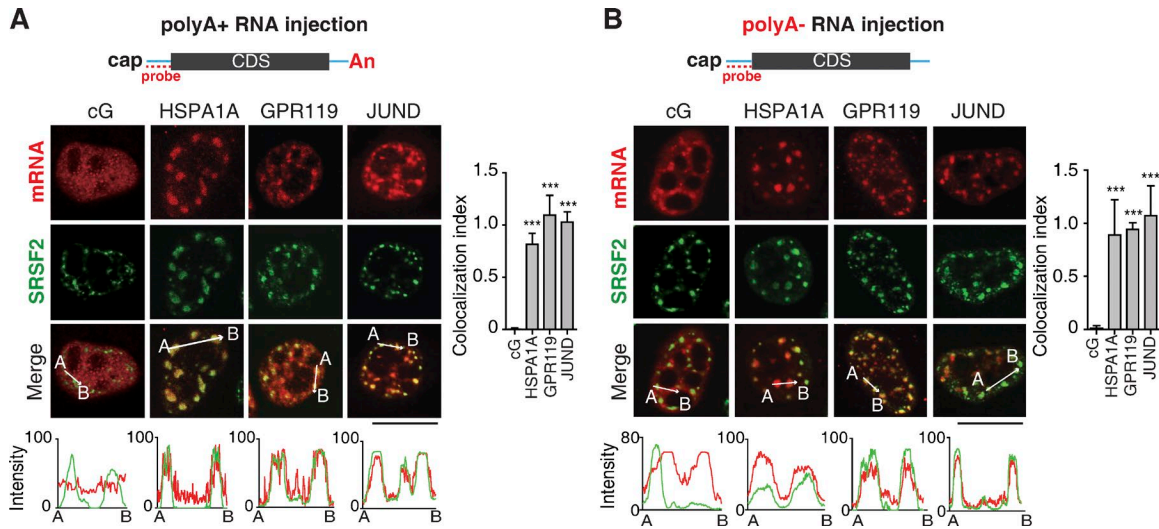 A
polyA+ RNA injection
cap
CDS
An
probe
cG
HSPA1A
GPR119
JUND
mRNA
SRSF2
Merge
A
B
A
B
A
B
A
B
Intensity
100
0
A
B
100
0
A
B
100
0
A
B
100
0
A
B
Colocalization index
1.5
1.0
0.5
0
***
***
***
cG
HSPA1A
GPR119
JUND
B
polyA- RNA injection
cap
CDS
probe
cG
HSPA1A
GPR119
JUND
mRNA
SRSF2
Merge
A
B
A
B
A
B
A
B
Intensity
80
0
A
B
100
0
A
B
100
0
A
B
100
0
A
B
Colocalization index
1.5
1.0
0.5
0
***
***
***
cG
HSPA1A
GPR119
JUND